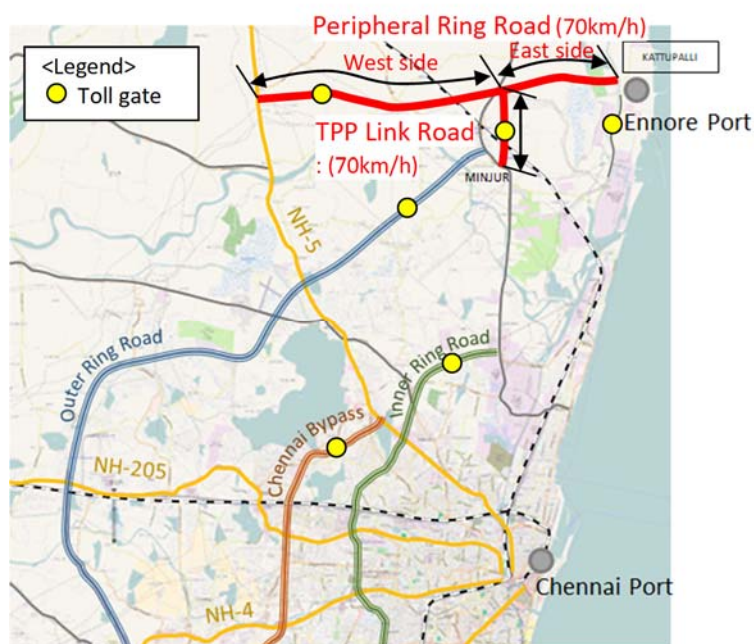 Peripheral Ring Road (70km/h)
<Legend>
Toll gate
West side
East side
KATTUPALLI
Ennore Port
TPP Link Road
: (70km/h)
MINJUR
NH-5
Outer Ring Road
Inner Ring Road
Chennai Bypass
NH-205
Chennai Port
NH-4